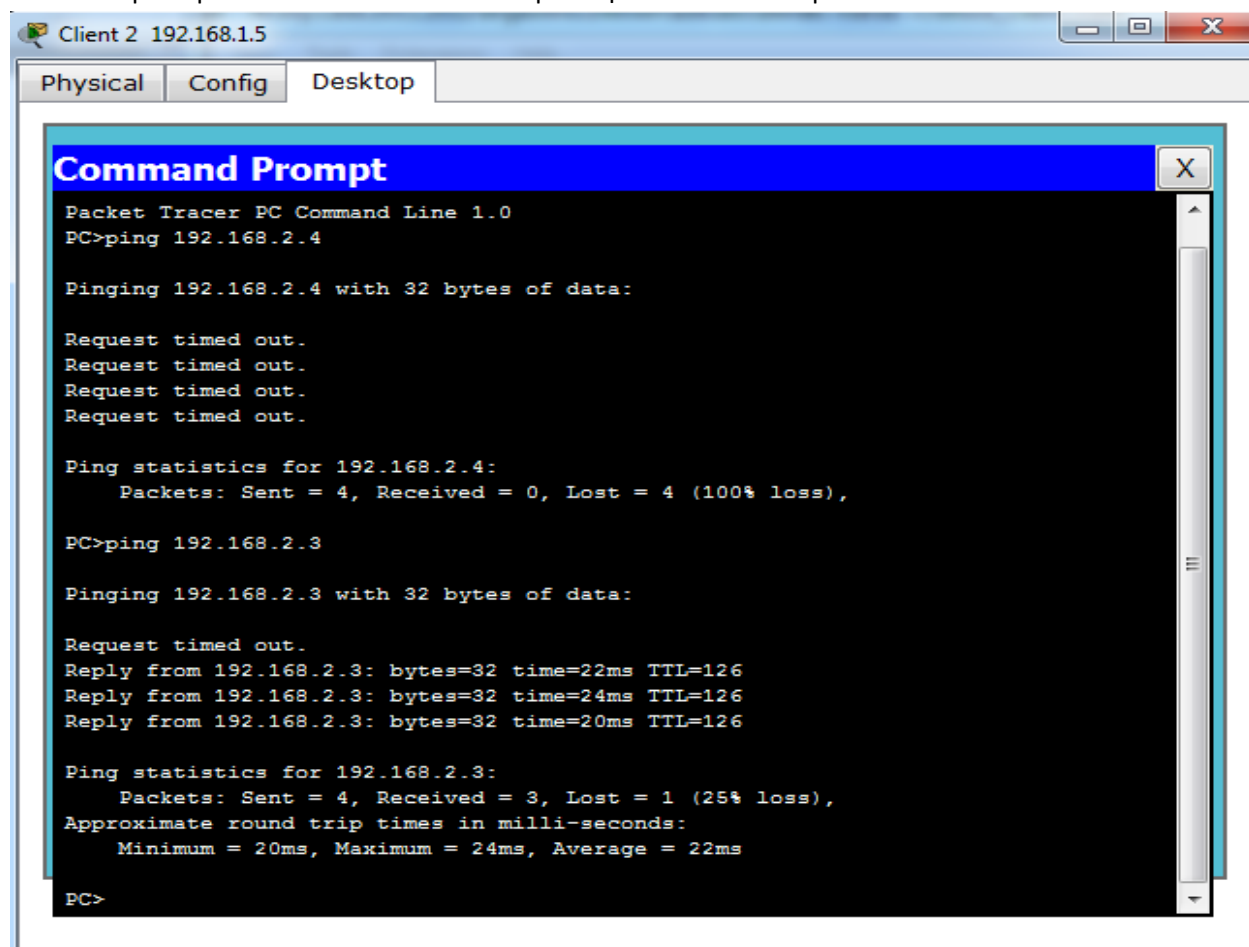 Client 2 192.168.1.5
Physical Config Desktop
Command Prompt
X
Packet Tracer PC Command Line 1.0
PC>ping 192.168.2.4
Pinging 192.168.2.4 with 32 bytes of data:
Request timed out.
Request timed out.
Request timed out.
Request timed out.
Ping statistics for 192.168.2.4:
Packets: Sent = 4, Received = 0, Lost = 4 (100% loss),
PC>ping 192.168.2.3
Pinging 192.168.2.3 with 32 bytes of data:
Request timed out.
Reply from 192.168.2.3: bytes=32 time=22ms TTL=126
Reply from 192.168.2.3: bytes=32 time=24ms TTL=126
Reply from 192.168.2.3: bytes=32 time=20ms TTL=126
Ping statistics for 192.168.2.3:
Packets: Sent = 4, Received = 3, Lost = 1 (25% loss),
Approximate round trip times in milli-seconds:
Minimum = 20ms, Maximum = 24ms, Average = 22ms
PC>